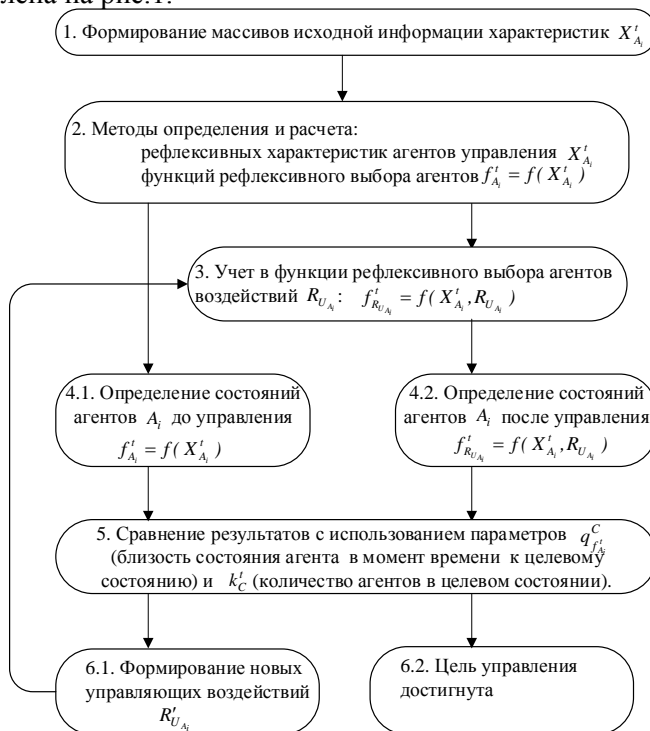 лена на рис.1.
1. Формирование массивов исходной информации характеристик $X^t_{A_i}$
2. Методы определения и расчета:
рефлексивных характеристик агентов управления $X^t_{A_i}$
функций рефлексивного выбора агентов $f^t_{A_i} = f(X^t_{A_i})$
3. Учет в функции рефлексивного выбора агентов
воздействий $R_{U_{A_i}}$: $f^t_{R_{U_{A_i}}} = f(X^t_{A_i}, R_{U_{A_i}})$
4.1. Определение состояний
агентов $A_i$ до управления
$f^t_{A_i} = f(X^t_{A_i})$
4.2. Определение состояний
агентов $A_i$ после управления
$f^t_{R_{U_{A_i}}} = f(X^t_{A_i}, R_{U_{A_i}})$
5. Сравнение результатов с использованием параметров $q^C_{f^t_{A_i}}$
(близость состояния агента в момент времени к целевому
состоянию) и $k^t_C$ (количество агентов в целевом состоянии).
6.1. Формирование новых
управляющих воздействий
$R'_{U_{A_i}}$
6.2. Цель управления
достигнута